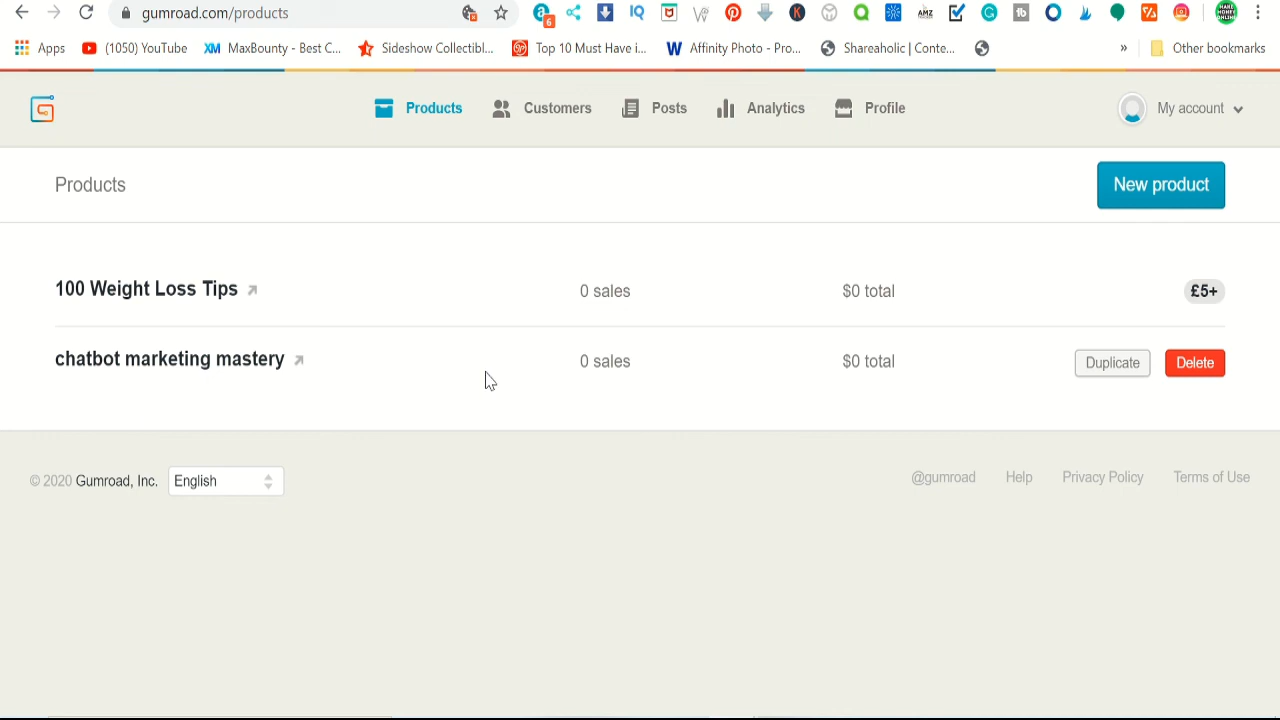 gumroad.com/products
6
Apps (1050) YouTube XM MaxBounty - Best C... Sideshow Collectibl... Top 10 Must Have i... W Affinity Photo - Pro... Shareaholic | Conte... » Other bookmarks
Products Customers Posts Analytics Profile My account
Products New product
100 Weight Loss Tips 0 sales $0 total £5+
chatbot marketing mastery 0 sales $0 total Duplicate Delete
© 2020 Gumroad, Inc. English @gumroad Help Privacy Policy Terms of Use